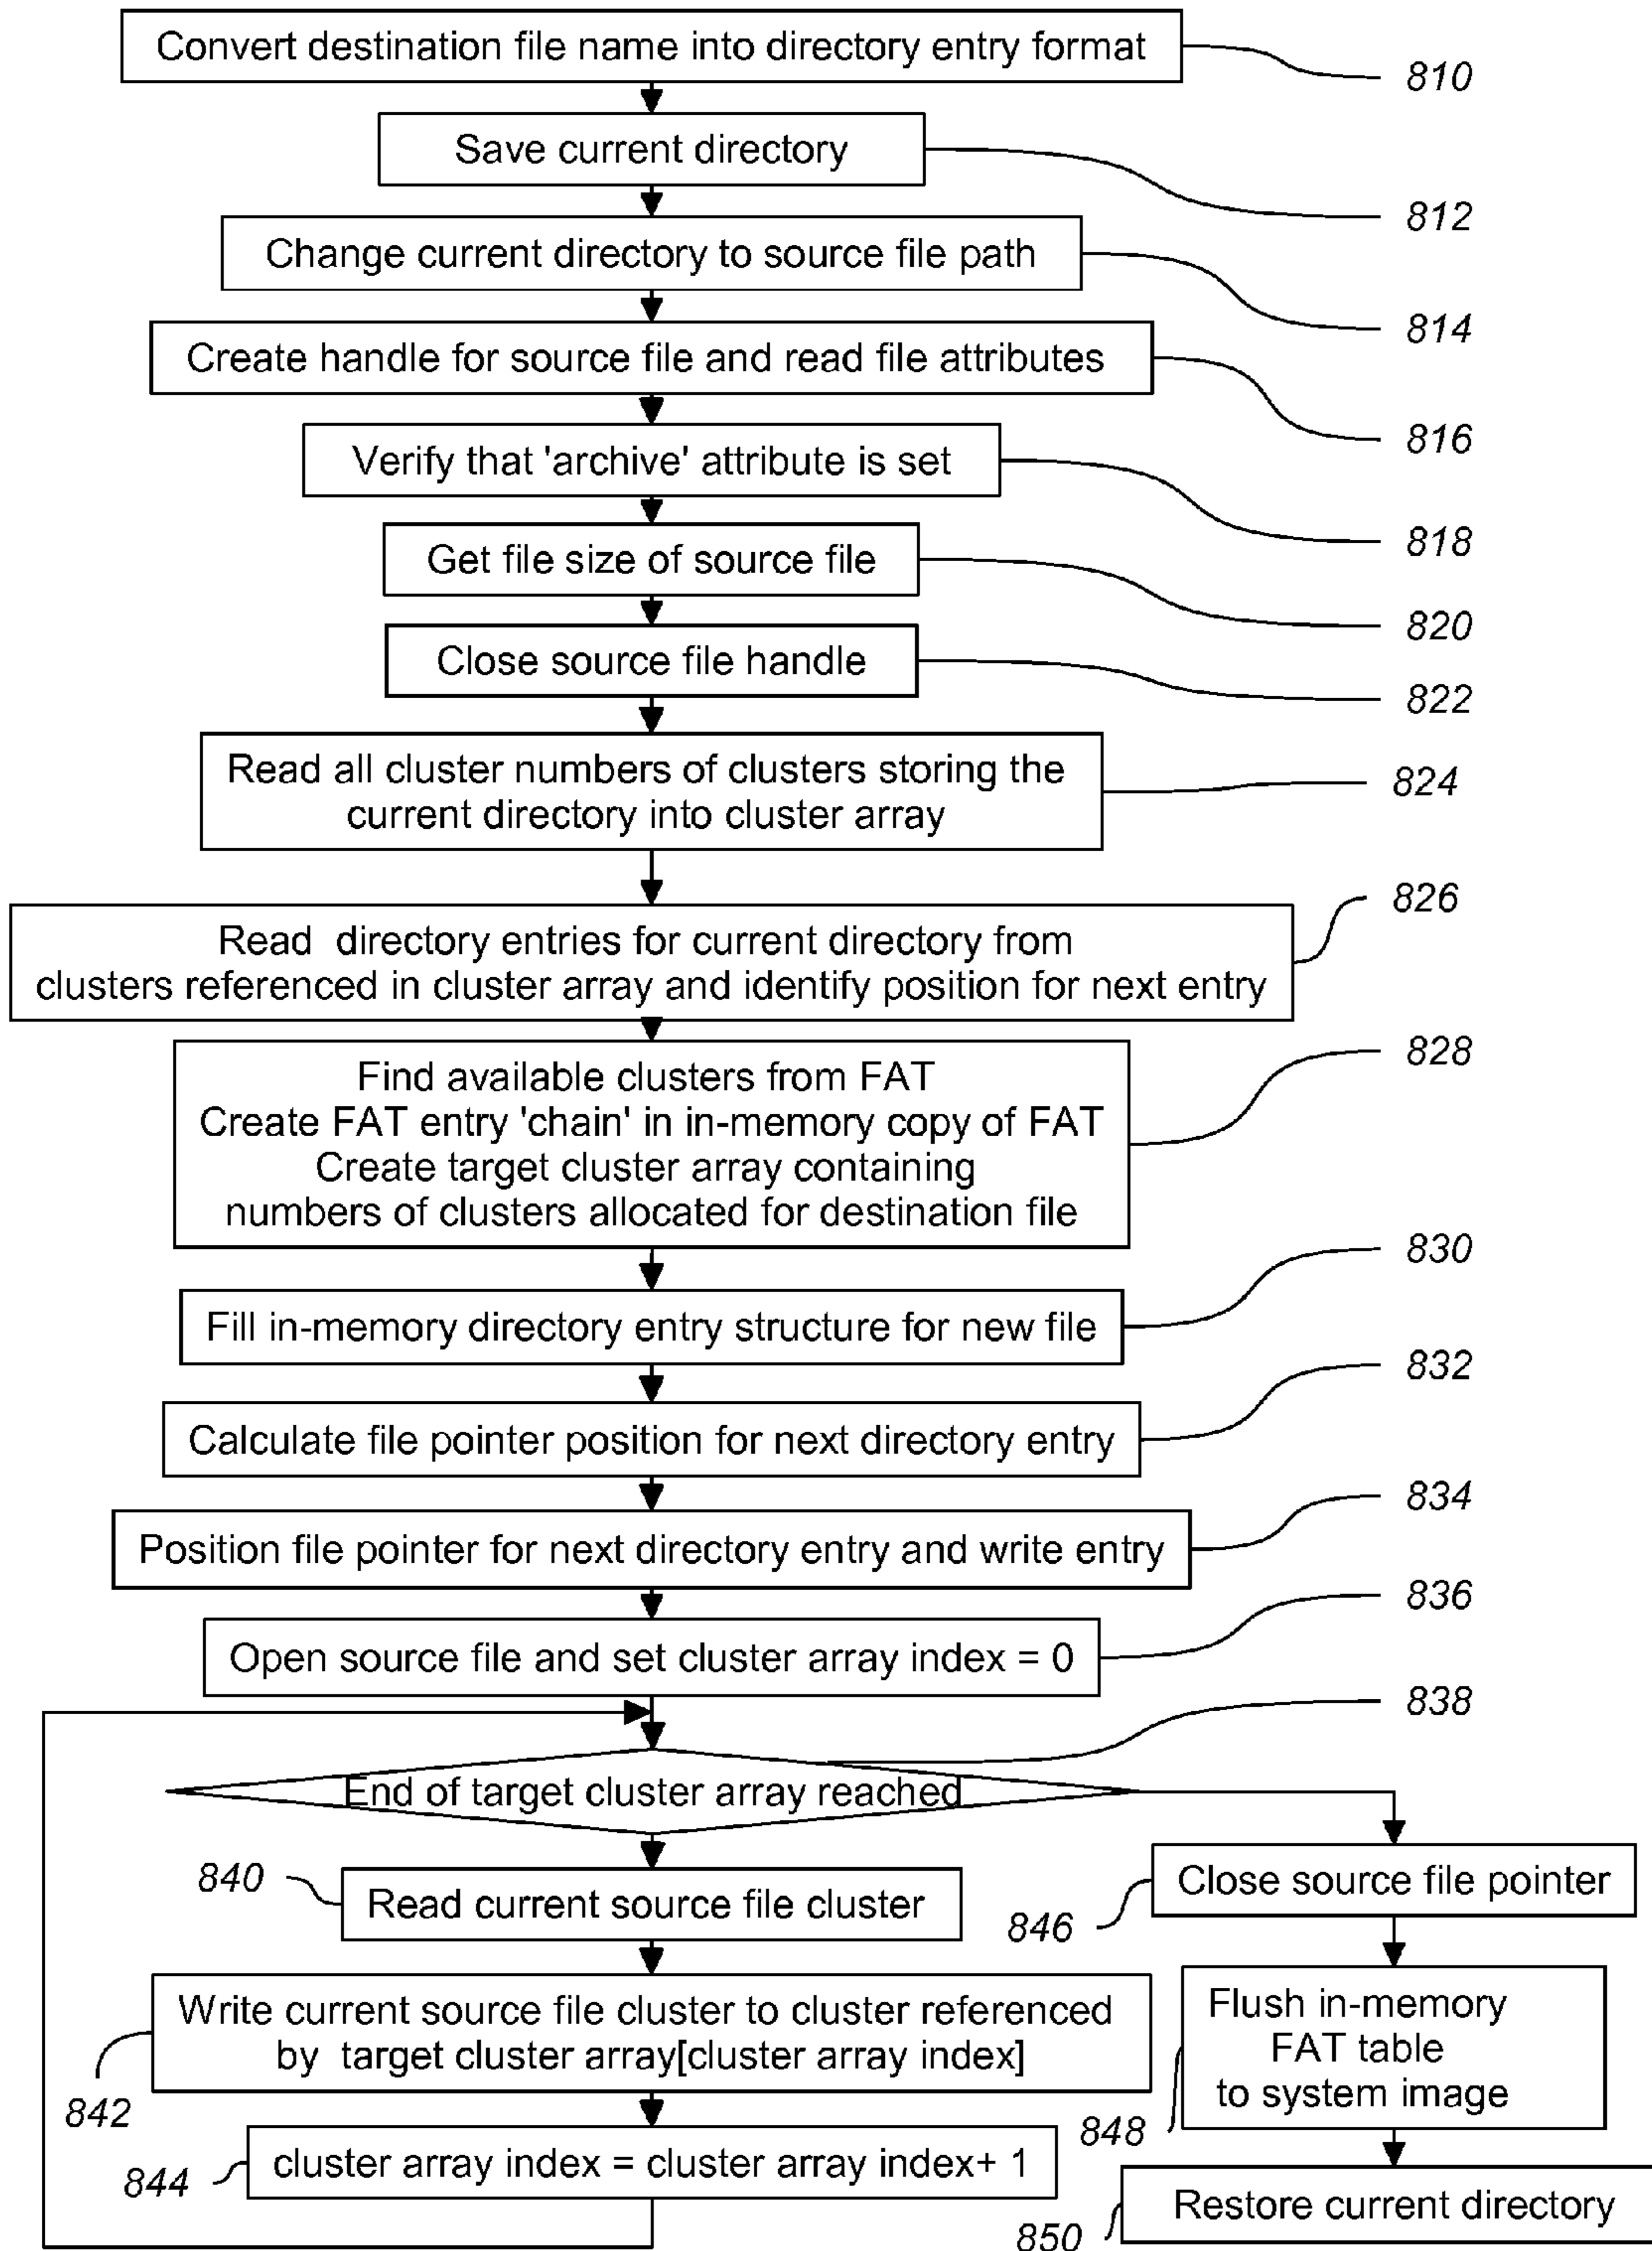 Convert destination file name into directory entry format
810
Save current directory
812
Change current directory to source file path
814
Create handle for source file and read file attributes
816
Verify that 'archive' attribute is set
818
Get file size of source file
820
Close source file handle
822
Read all cluster numbers of clusters storing the
current directory into cluster array
824
826
Read directory entries for current directory from
clusters referenced in cluster array and identify position for next entry
828
Find available clusters from FAT
Create FAT entry 'chain' in in-memory copy of FAT
Create target cluster array containing
numbers of clusters allocated for destination file
830
Fill in-memory directory entry structure for new file
832
Calculate file pointer position for next directory entry
834
Position file pointer for next directory entry and write entry
836
Open source file and set cluster array index = 0
838
End of target cluster array reached
840
Read current source file cluster
Close source file pointer
846
Write current source file cluster to cluster referenced
by target cluster array[cluster array index]
842
Flush in-memory
FAT table
to system image
848
cluster array index = cluster array index+ 1
844
Restore current directory
850